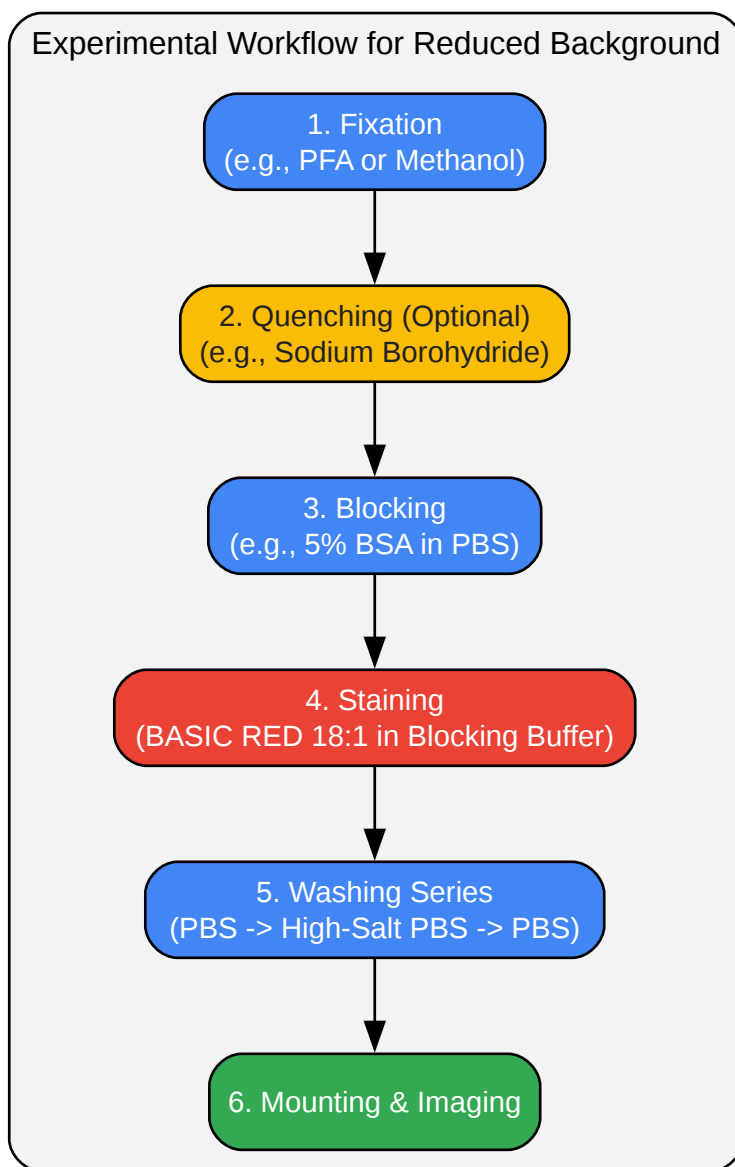 Experimental Workflow for Reduced Background
1. Fixation
(e.g., PFA or Methanol)
2. Quenching (Optional)
(e.g., Sodium Borohydride)
3. Blocking
(e.g., 5% BSA in PBS)
4. Staining
(BASIC RED 18:1 in Blocking Buffer)
5. Washing Series
(PBS -> High-Salt PBS -> PBS)
6. Mounting & Imaging